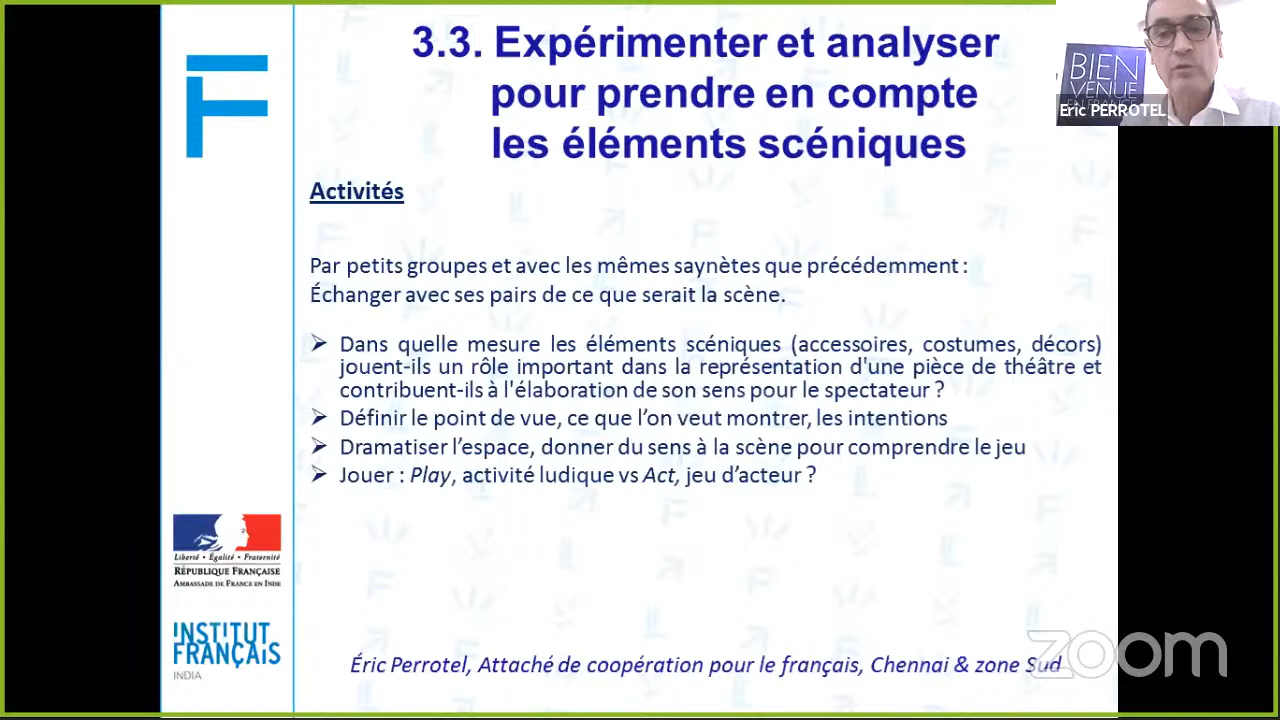 3.3. Expérimenter et analyser
pour prendre en compte
les éléments scéniques
BIEN
VENUE
EN FRANCE
Eric PERROTEL
Activités
Par petits groupes et avec les mêmes saynètes que précédemment :
Échanger avec ses pairs de ce que serait la scène.
➢ Dans quelle mesure les éléments scéniques (accessoires, costumes, décors)
jouent-ils un rôle important dans la représentation d'une pièce de théâtre et
contribuent-ils à l'élaboration de son sens pour le spectateur ?
➢ Définir le point de vue, ce que l’on veut montrer, les intentions
➢ Dramatiser l’espace, donner du sens à la scène pour comprendre le jeu
➢ Jouer : Play, activité ludique vs Act, jeu d’acteur ?
Liberté • Égalité • Fraternité
RÉPUBLIQUE FRANÇAISE
AMBASSADE DE FRANCE EN INDE
INSTITUT
FRANÇAIS
INDIA
Éric Perrotel, Attaché de coopération pour le français, Chennai & zone Sud
zoom